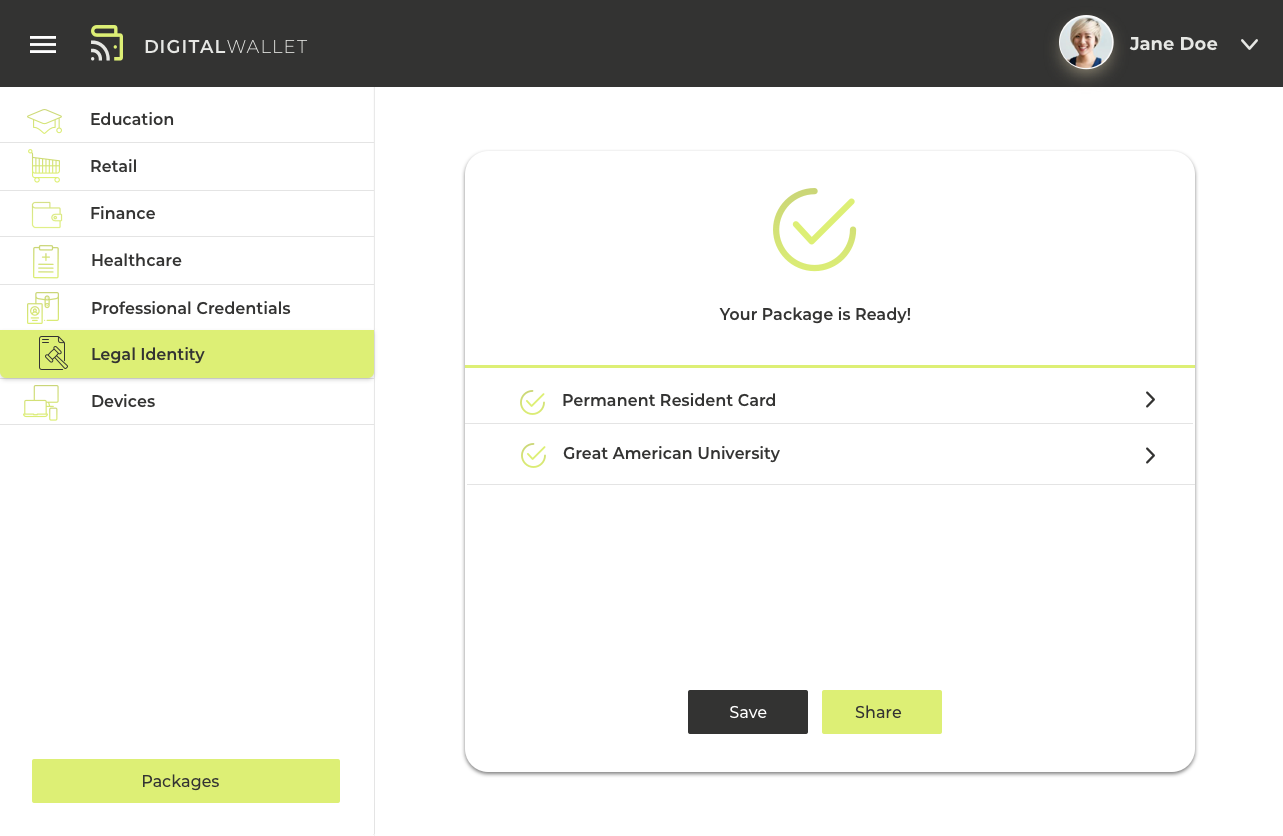 DIGITALWALLET
Jane Doe
Education
Retail
Finance
Healthcare
Professional Credentials
Legal Identity
Devices
Packages
Your Package is Ready!
Permanent Resident Card
Great American University
Save
Share